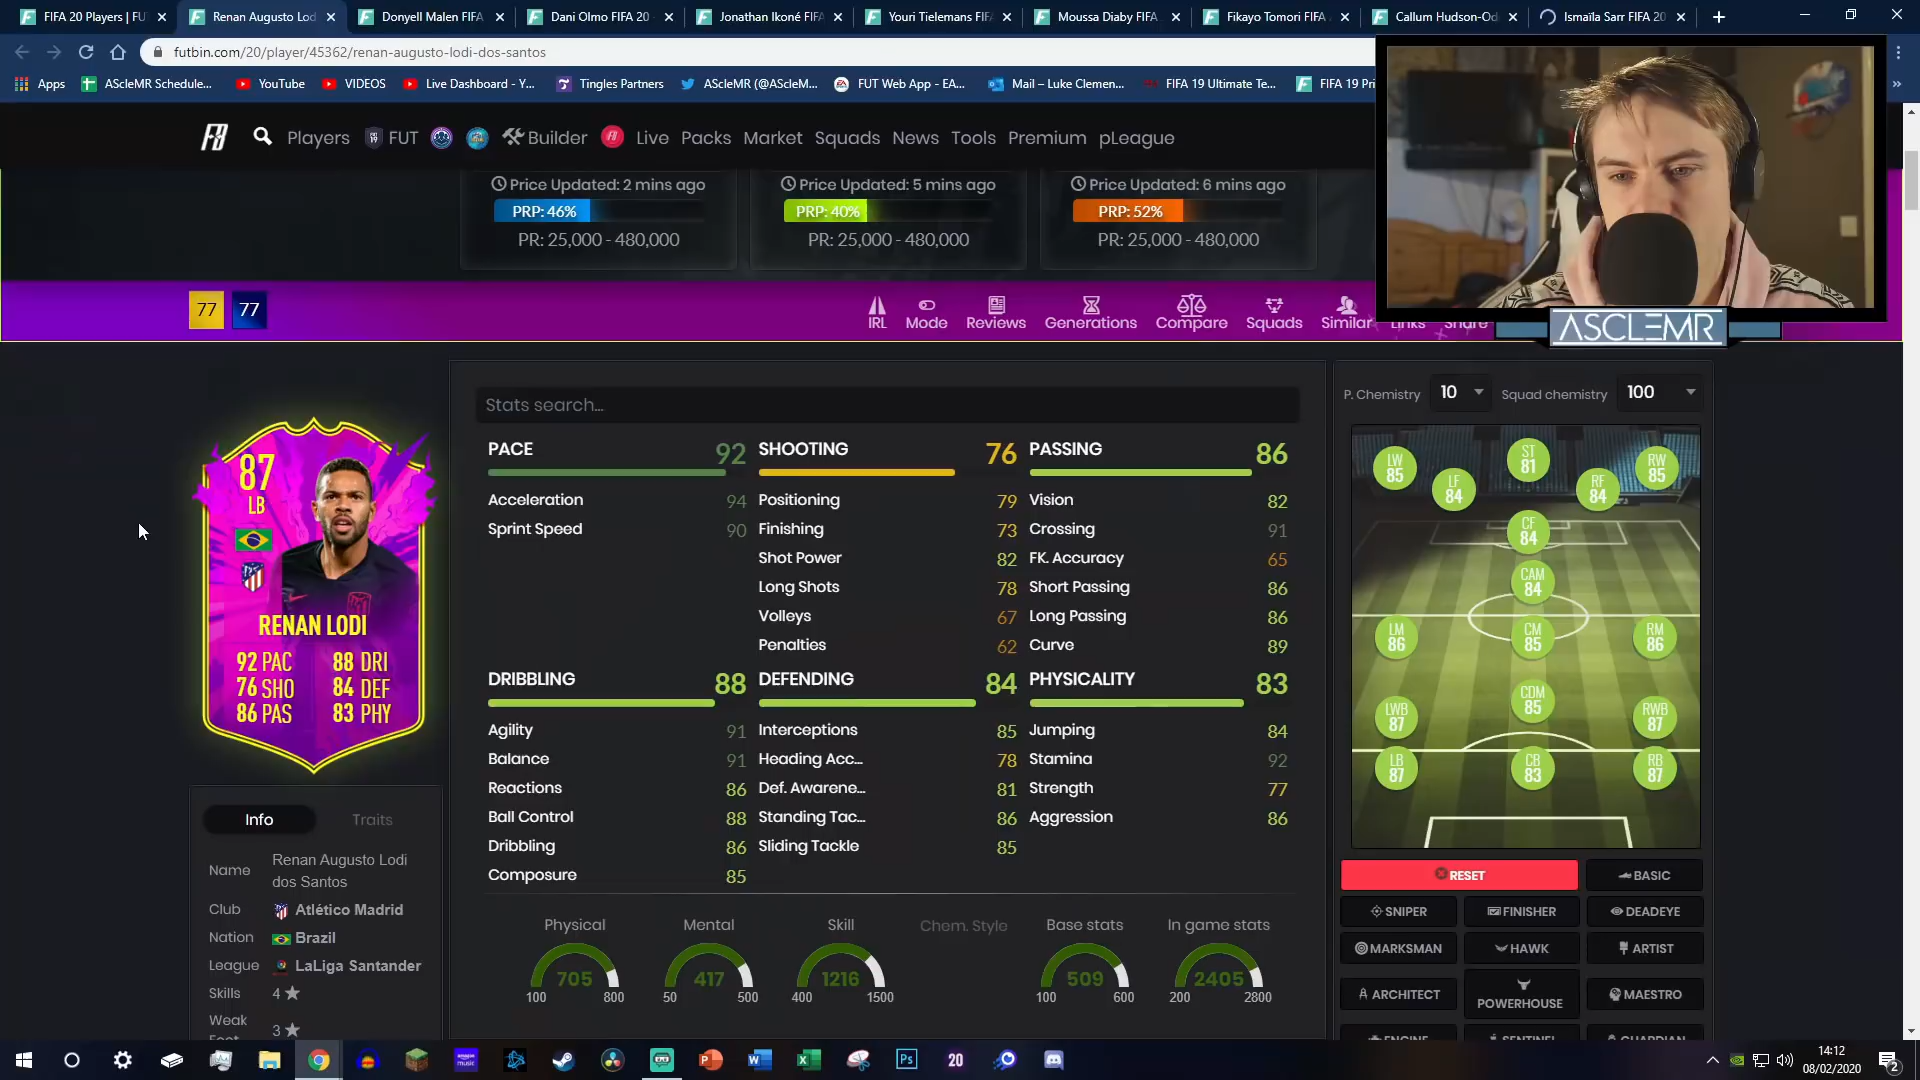 FIFA 20 Players | FU
Renan Augusto Lod
Donyell Malen FIFA
Dani Olmo FIFA 20
Jonathan Ikoné FIFA
Youri Tielemans FIFA
Moussa Diaby FIFA
Fikayo Tomori FIFA
Callum Hudson-Od
Ismaïla Sarr FIFA 20
futbin.com/20/player/45362/renan-augusto-lodi-dos-santos
Apps
AScleMR Schedule...
YouTube
VIDEOS
Live Dashboard - Y...
Tingles Partners
AScleMR (@AScleM...
FUT Web App - EA...
Mail – Luke Clemen...
FIFA 19 Ultimate Te...
FIFA 19 Pri
Players
FUT
Builder
Live
Packs
Market
Squads
News
Tools
Premium
pLeague
Price Updated: 2 mins ago
PRP: 46%
PR: 25,000 - 480,000
Price Updated: 5 mins ago
PRP: 40%
PR: 25,000 - 480,000
Price Updated: 6 mins ago
PRP: 52%
PR: 25,000 - 480,000
77 77
IRL
Mode
Reviews
Generations
Compare
Squads
Similar
Links
Share
ASCLEMR
87
LB
RENAN LODI
92 PAC 88 DRI
76 SHO 84 DEF
86 PAS 83 PHY
Info Traits
Name Renan Augusto Lodi
dos Santos
Club Atlético Madrid
Nation Brazil
League LaLiga Santander
Skills 4
Weak
Foot 3
Stats search...
PACE 92
Acceleration 94
Sprint Speed 90
SHOOTING 76
Positioning 79
Finishing 73
Shot Power 82
Long Shots 78
Volleys 67
Penalties 62
PASSING 86
Vision 82
Crossing 91
FK. Accuracy 65
Short Passing 86
Long Passing 86
Curve 89
DRIBBLING 88
Agility 91
Balance 91
Reactions 86
Ball Control 88
Dribbling 86
Composure 85
DEFENDING 84
Interceptions 85
Heading Acc... 78
Def. Awarene... 81
Standing Tac... 86
Sliding Tackle 85
PHYSICALITY 83
Jumping 84
Stamina 92
Strength 77
Aggression 86
Physical
705
100 800
Mental
417
50 500
Skill
1216
400 1500
Chem. Style
Base stats
509
100 600
In game stats
2405
200 2800
P. Chemistry 10
Squad chemistry 100
LW
85
LF
84
ST
81
RF
84
RW
85
CF
84
CAM
84
LM
86
CM
85
RM
86
LWB
87
CDM
85
RWB
87
LB
87
CB
83
RB
87
RESET
BASIC
SNIPER
FINISHER
DEADEYE
MARKSMAN
HAWK
ARTIST
ARCHITECT
POWERHOUSE
MAESTRO
ENGINE
SENTINEL
GUARDIAN
20
14:12
08/02/2020
2